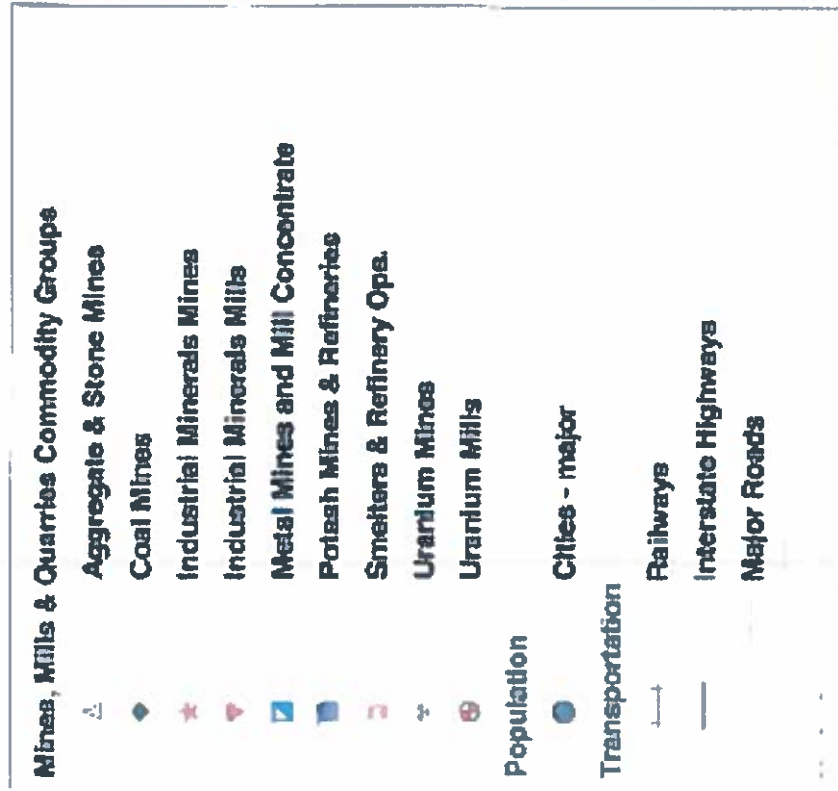 Mines, Mills & Quarries Commodity Groups
Aggregate & Stone Mines
Coal Mines
Industrial Minerals Mines
Industrial Minerals Mills
Metal Mines and Mill Concentrate
Potash Mines & Refineries
Smelters & Refinery Ops.
Uranium Mines
Uranium Mills
Population
Cities - major
Transportation
Railways
Interstate Highways
Major Roads